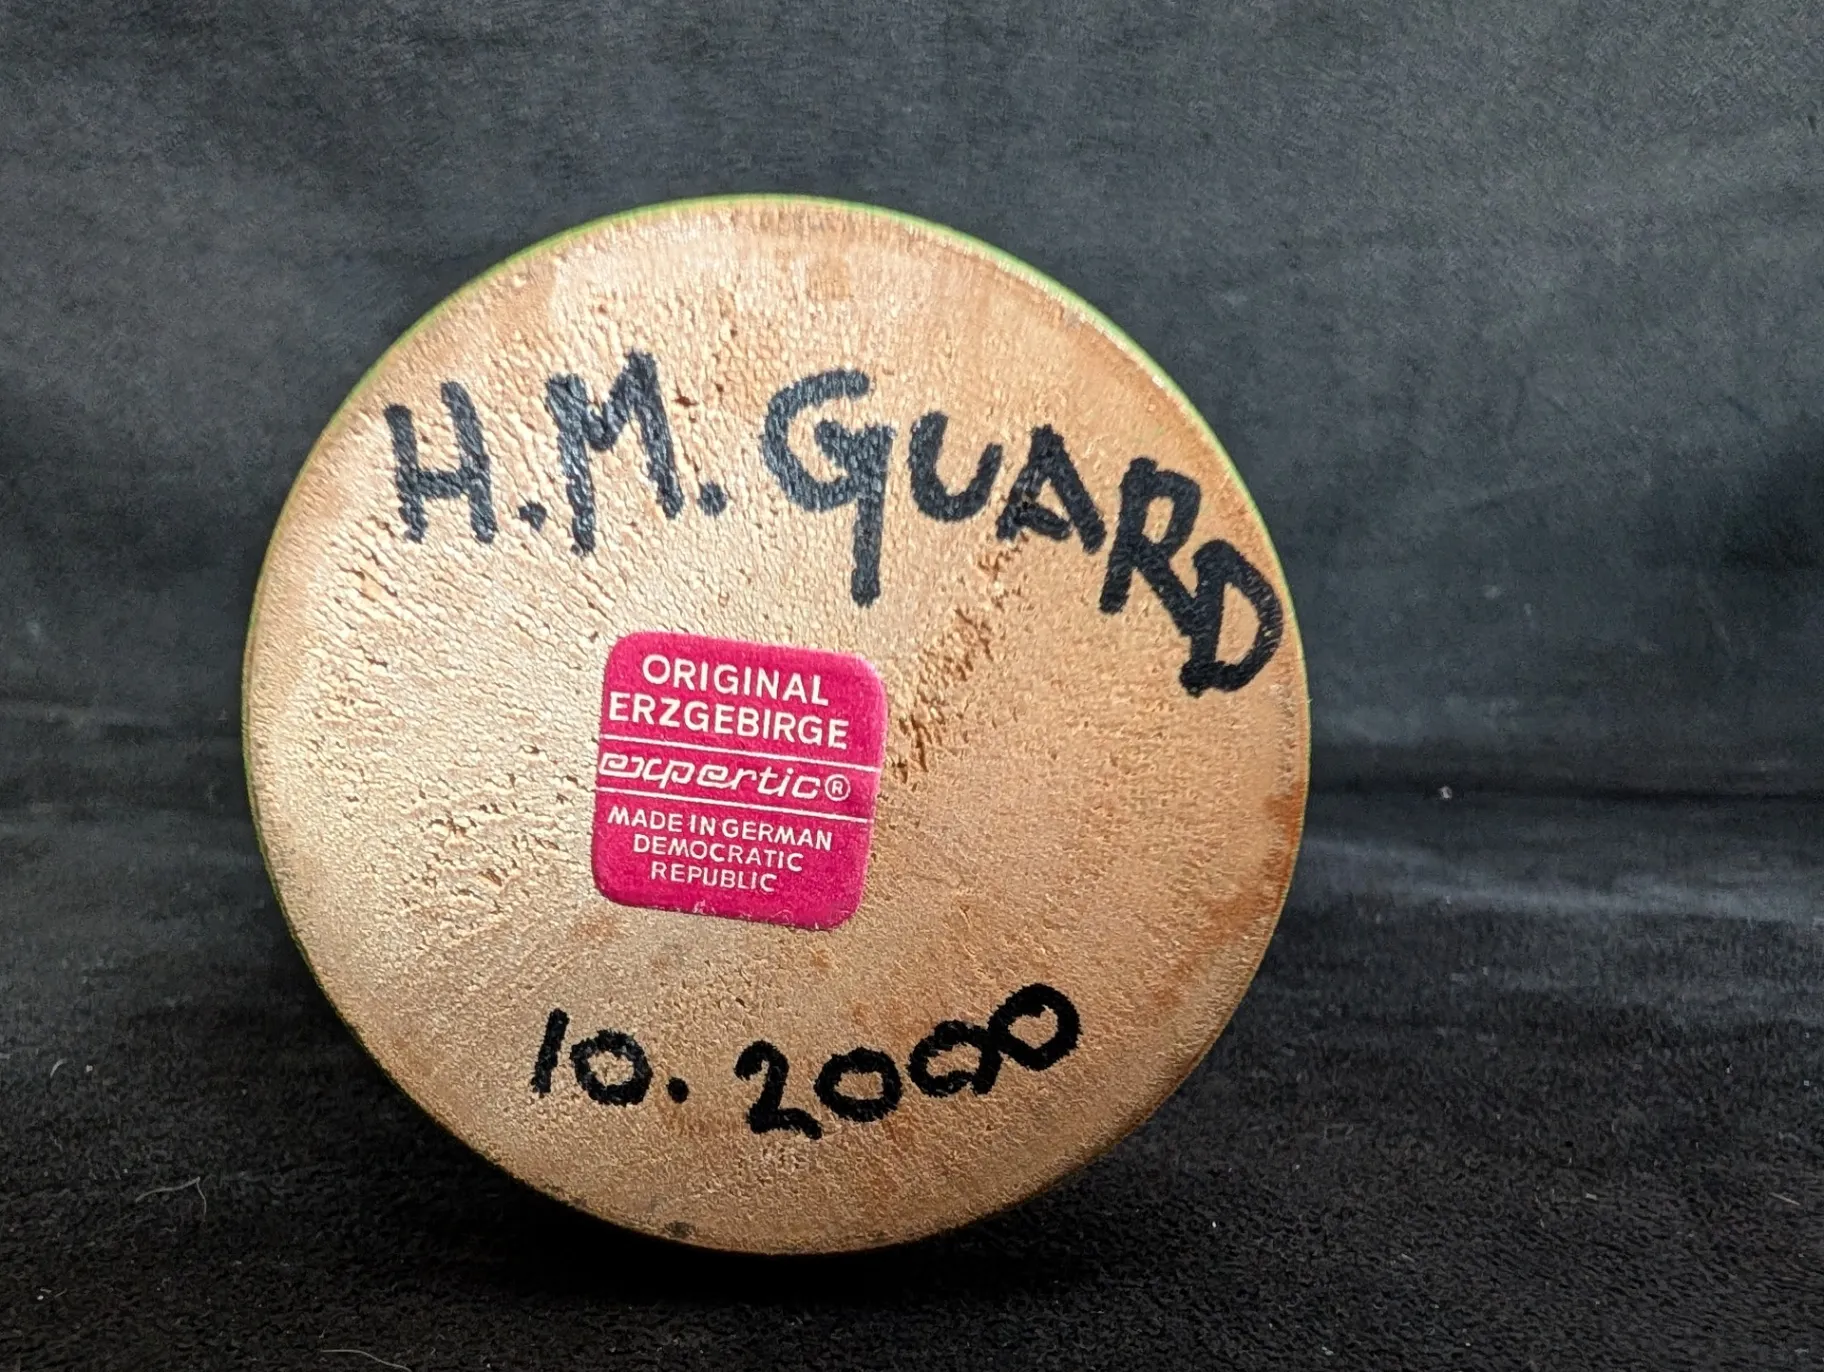 H.M. GUARD
ORIGINAL
ERZGEBIRGE
expertic®
MADE IN GERMAN
DEMOCRATIC
REPUBLIC
10.2000